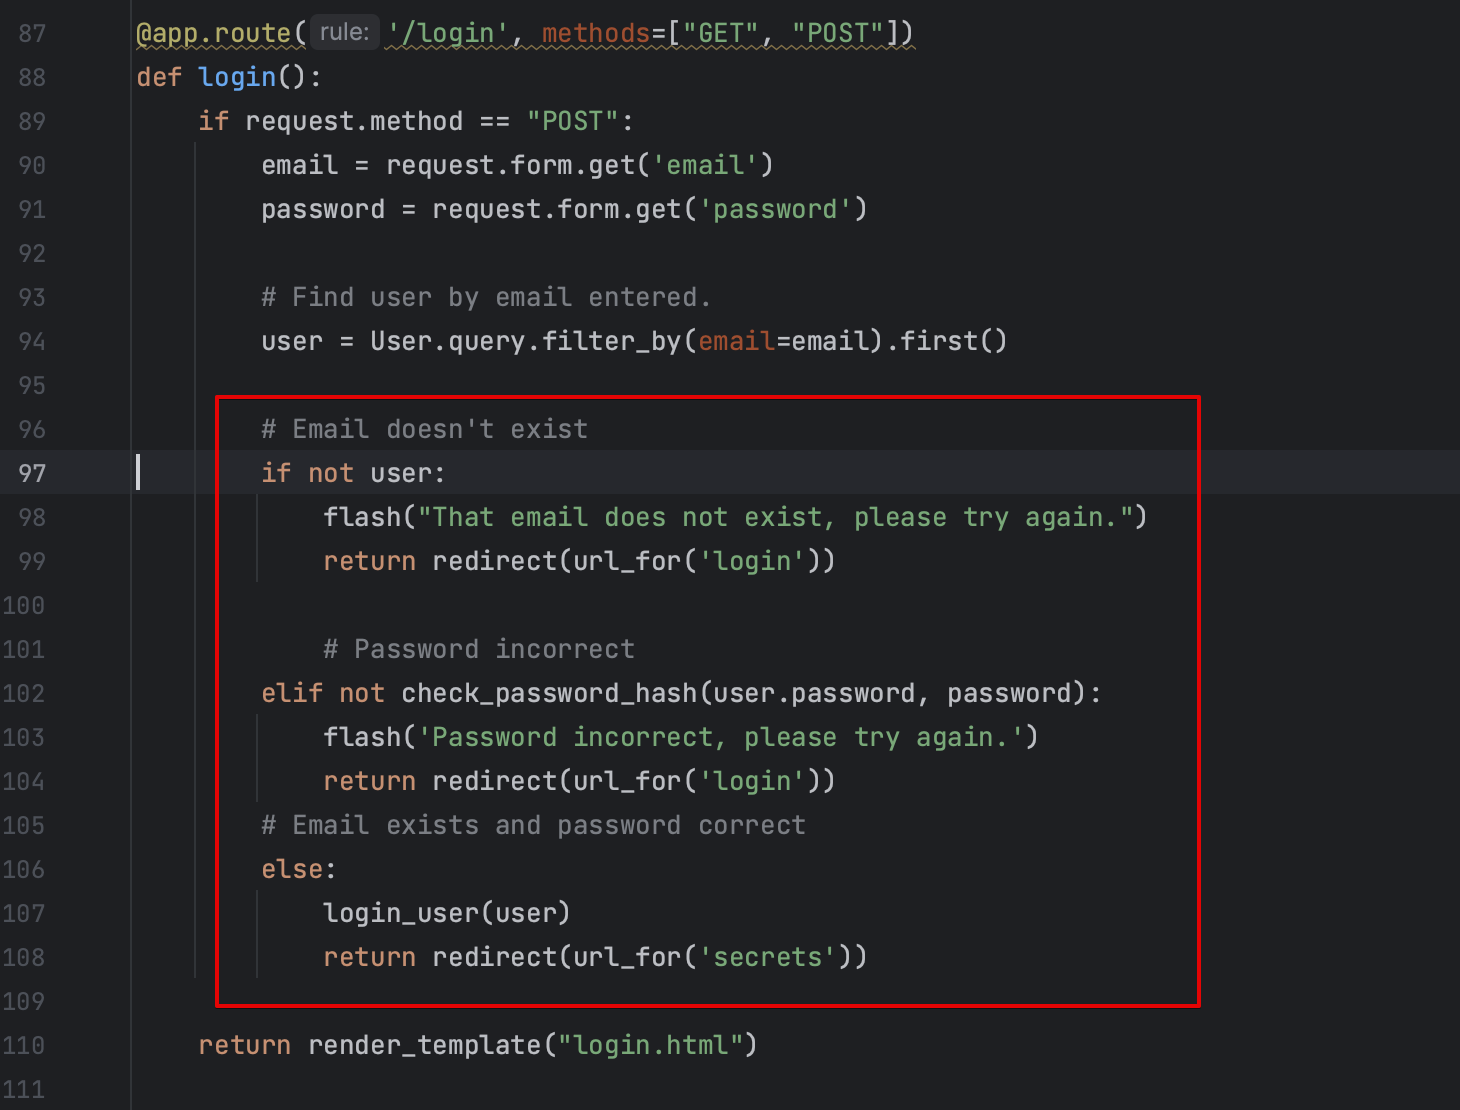 87 @app.route( rule: '/login', methods=["GET", "POST"])
88 def login():
89     if request.method == "POST":
90         email = request.form.get('email')
91         password = request.form.get('password')
92
93         # Find user by email entered.
94         user = User.query.filter_by(email=email).first()
95
96         # Email doesn't exist
97         if not user:
98             flash("That email does not exist, please try again.")
99             return redirect(url_for('login'))
100
101             # Password incorrect
102         elif not check_password_hash(user.password, password):
103             flash('Password incorrect, please try again.')
104             return redirect(url_for('login'))
105         # Email exists and password correct
106         else:
107             login_user(user)
108             return redirect(url_for('secrets'))
109
110     return render_template("login.html")
111